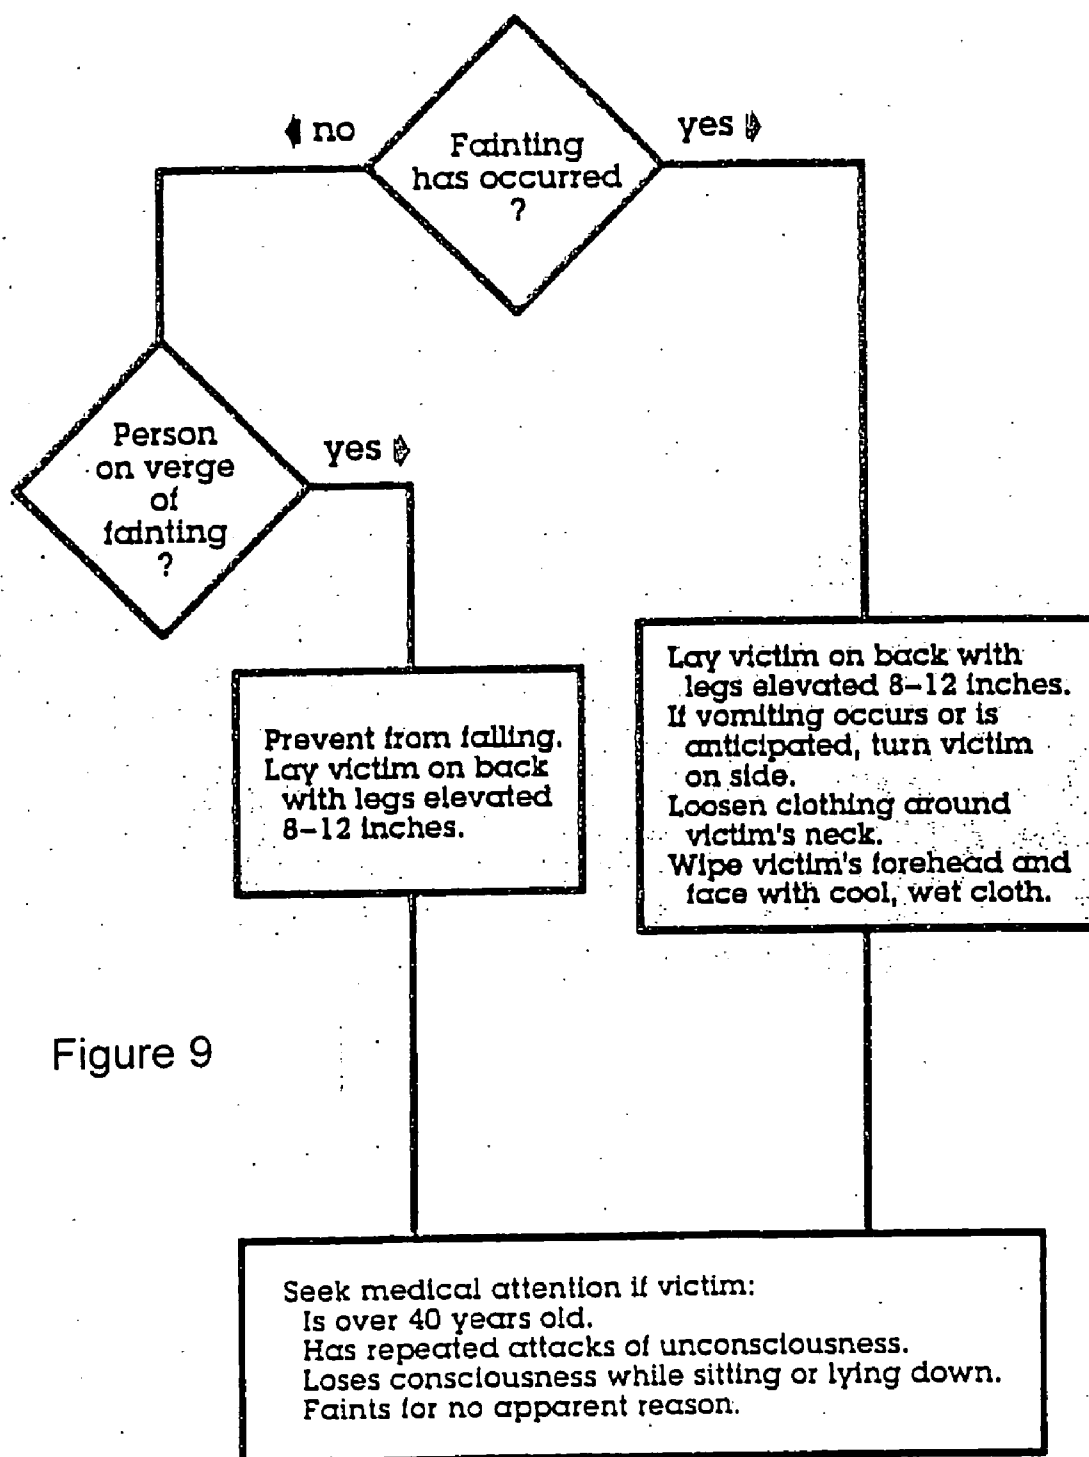 Fainting
has occurred
?
no
yes
Person
on verge
of
fainting
?
yes
Prevent from falling.
Lay victim on back
with legs elevated
8–12 inches.
Lay victim on back with
legs elevated 8–12 inches.
If vomiting occurs or is
anticipated, turn victim
on side.
Loosen clothing around
victim's neck.
Wipe victim's forehead and
face with cool, wet cloth.
Figure 9
Seek medical attention if victim:
Is over 40 years old.
Has repeated attacks of unconsciousness.
Loses consciousness while sitting or lying down.
Faints for no apparent reason.